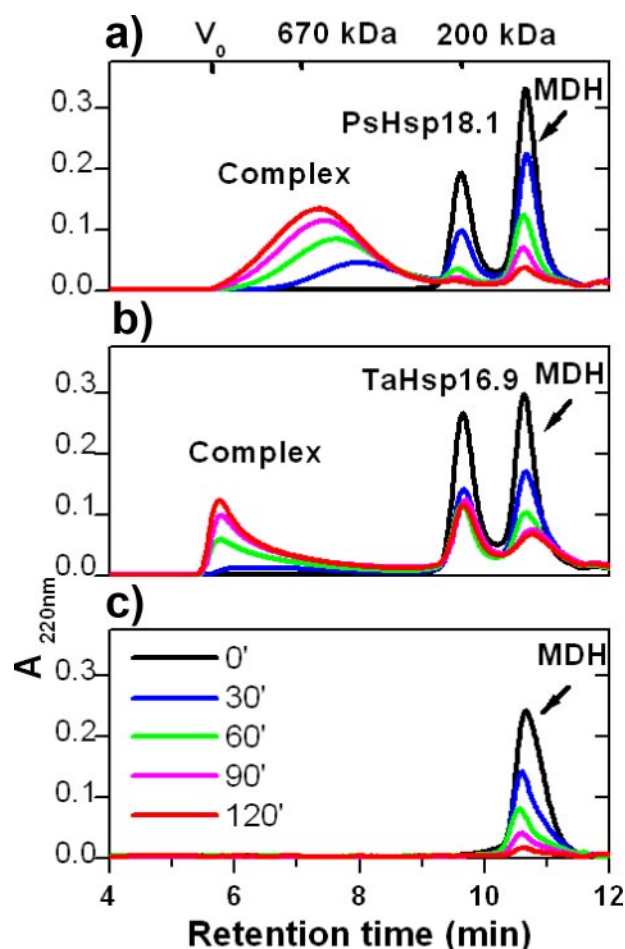 a) V0 670 kDa 200 kDa
MDH
PsHsp18.1
Complex
0.3
0.2
0.1
0.0
b)
TaHsp16.9 MDH
Complex
0.3
0.2
0.1
0.0
c)
A 220nm
MDH
0'
30'
60'
90'
120'
0.3
0.2
0.1
0.0
4 6 8 10 12
Retention time (min)